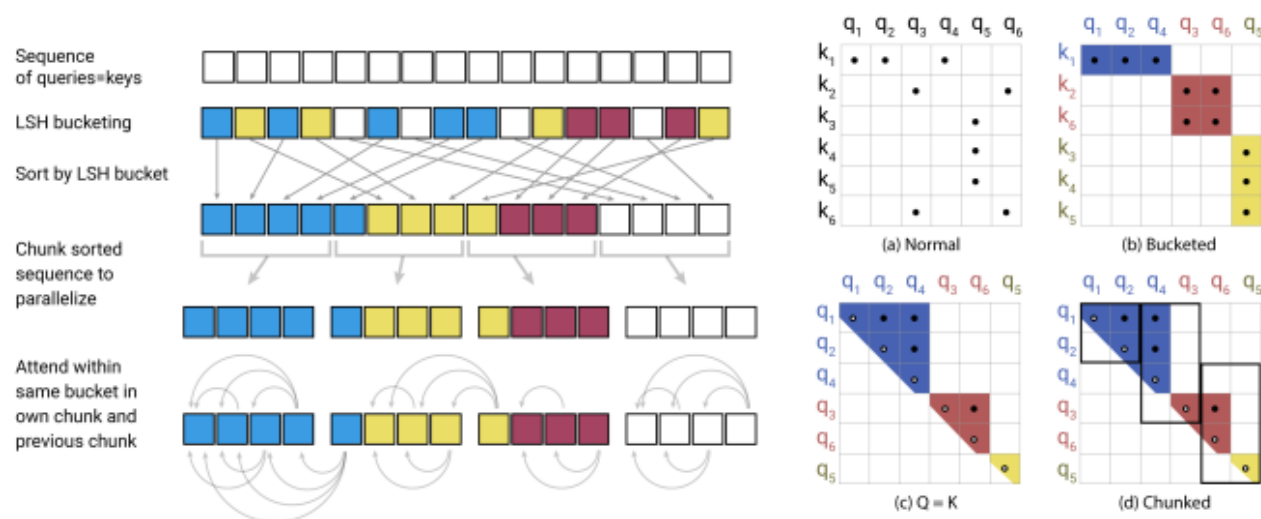 Sequence
of queries=keys
LSH bucketing
Sort by LSH bucket
Chunk sorted
sequence to
parallelize
Attend within
same bucket in
own chunk and
previous chunk
q1 q2 q3 q4 q5 q6
k1
k2
k3
k4
k5
k6
(a) Normal
q1 q2 q4 q3 q6 q5
k1
k2
k6
k3
k4
k5
(b) Bucketed
q1 q2 q4 q3 q6 q5
q1
q2
q4
q3
q6
q5
(c) Q = K
q1 q2 q4 q3 q6 q5
q1
q2
q4
q3
q6
q5
(d) Chunked